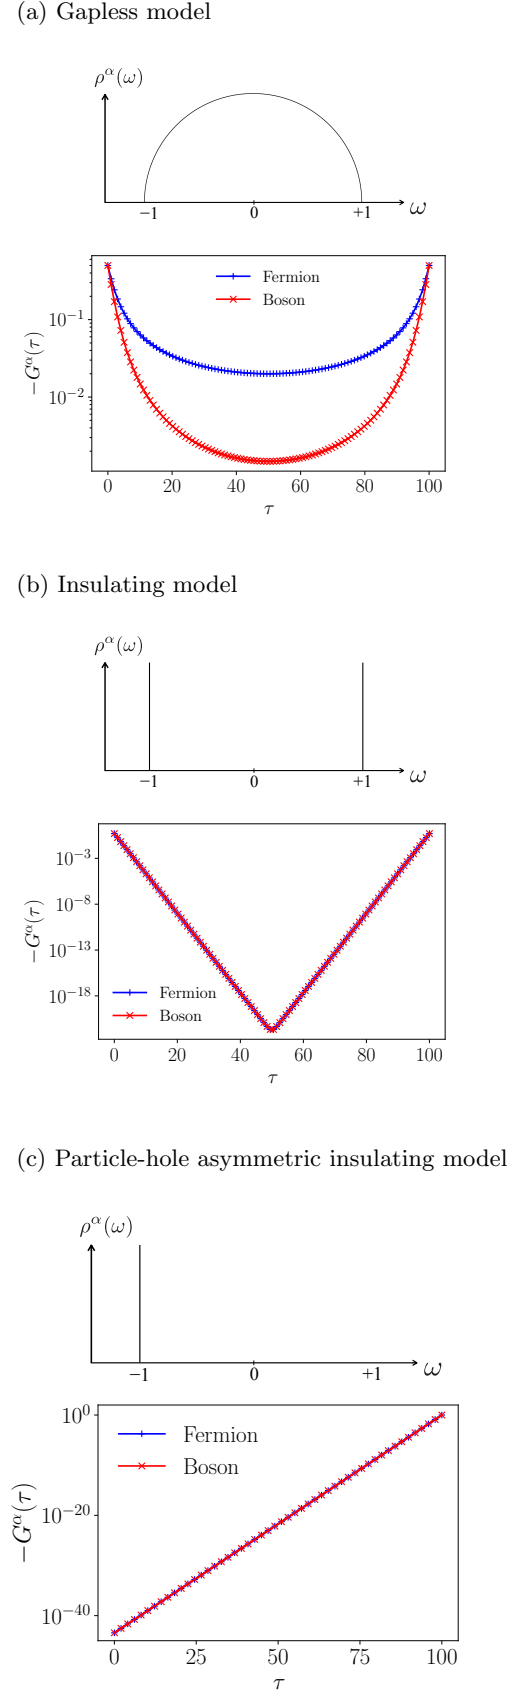 (a) Gapless model
ρ^α(ω)
−1 0 +1 ω
−G^α(τ)
10^−1
10^−2
Fermion
Boson
0 20 40 60 80 100
τ
(b) Insulating model
ρ^α(ω)
−1 0 +1 ω
−G^α(τ)
10^−3
10^−8
10^−13
10^−18
Fermion
Boson
0 20 40 60 80 100
τ
(c) Particle-hole asymmetric insulating model
ρ^α(ω)
−1 0 +1 ω
−G^α(τ)
10^0
10^−20
10^−40
Fermion
Boson
0 25 50 75 100
τ